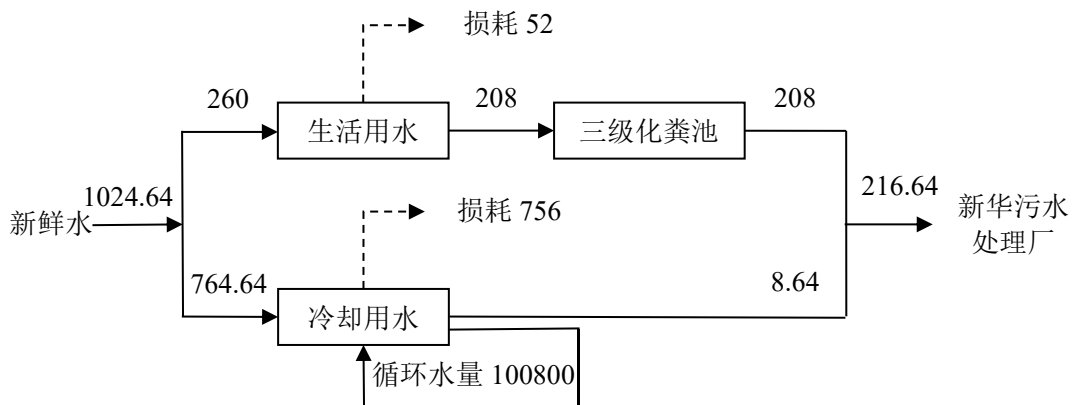 损耗 52
260
生活用水
208
三级化粪池
208
1024.64
新鲜水
216.64
新华污水
处理厂
损耗 756
764.64
冷却用水
8.64
循环水量 100800